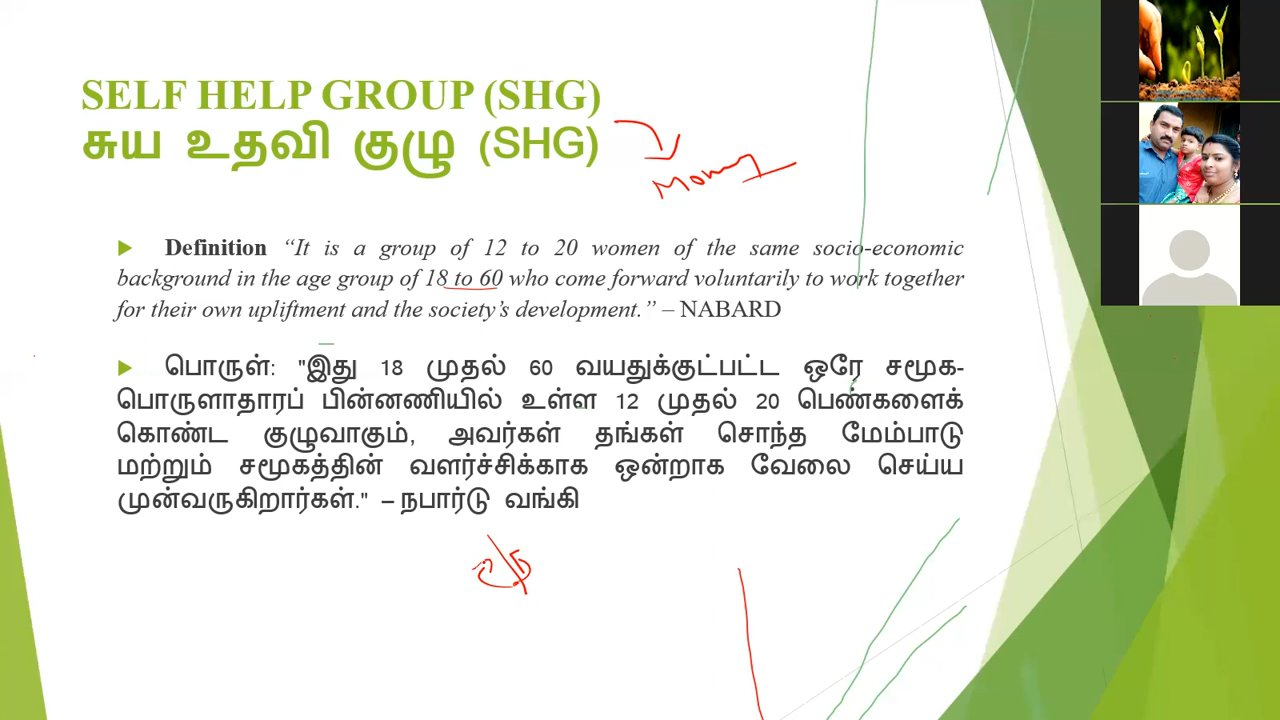 SELF HELP GROUP (SHG)
சுய உதவி குழு (SHG)
Money
Definition “It is a group of 12 to 20 women of the same socio-economic
background in the age group of 18 to 60 who come forward voluntarily to work together
for their own upliftment and the society’s development.” – NABARD
பொருள்: "இது 18 முதல் 60 வயதுக்குட்பட்ட ஒரே சமூக-
பொருளாதாரப் பின்னணியில் உள்ள 12 முதல் 20 பெண்களைக்
கொண்ட குழுவாகும், அவர்கள் தங்கள் சொந்த மேம்பாடு
மற்றும் சமூகத்தின் வளர்ச்சிக்காக ஒன்றாக வேலை செய்ய
முன்வருகிறார்கள்." – நபார்டு வங்கி